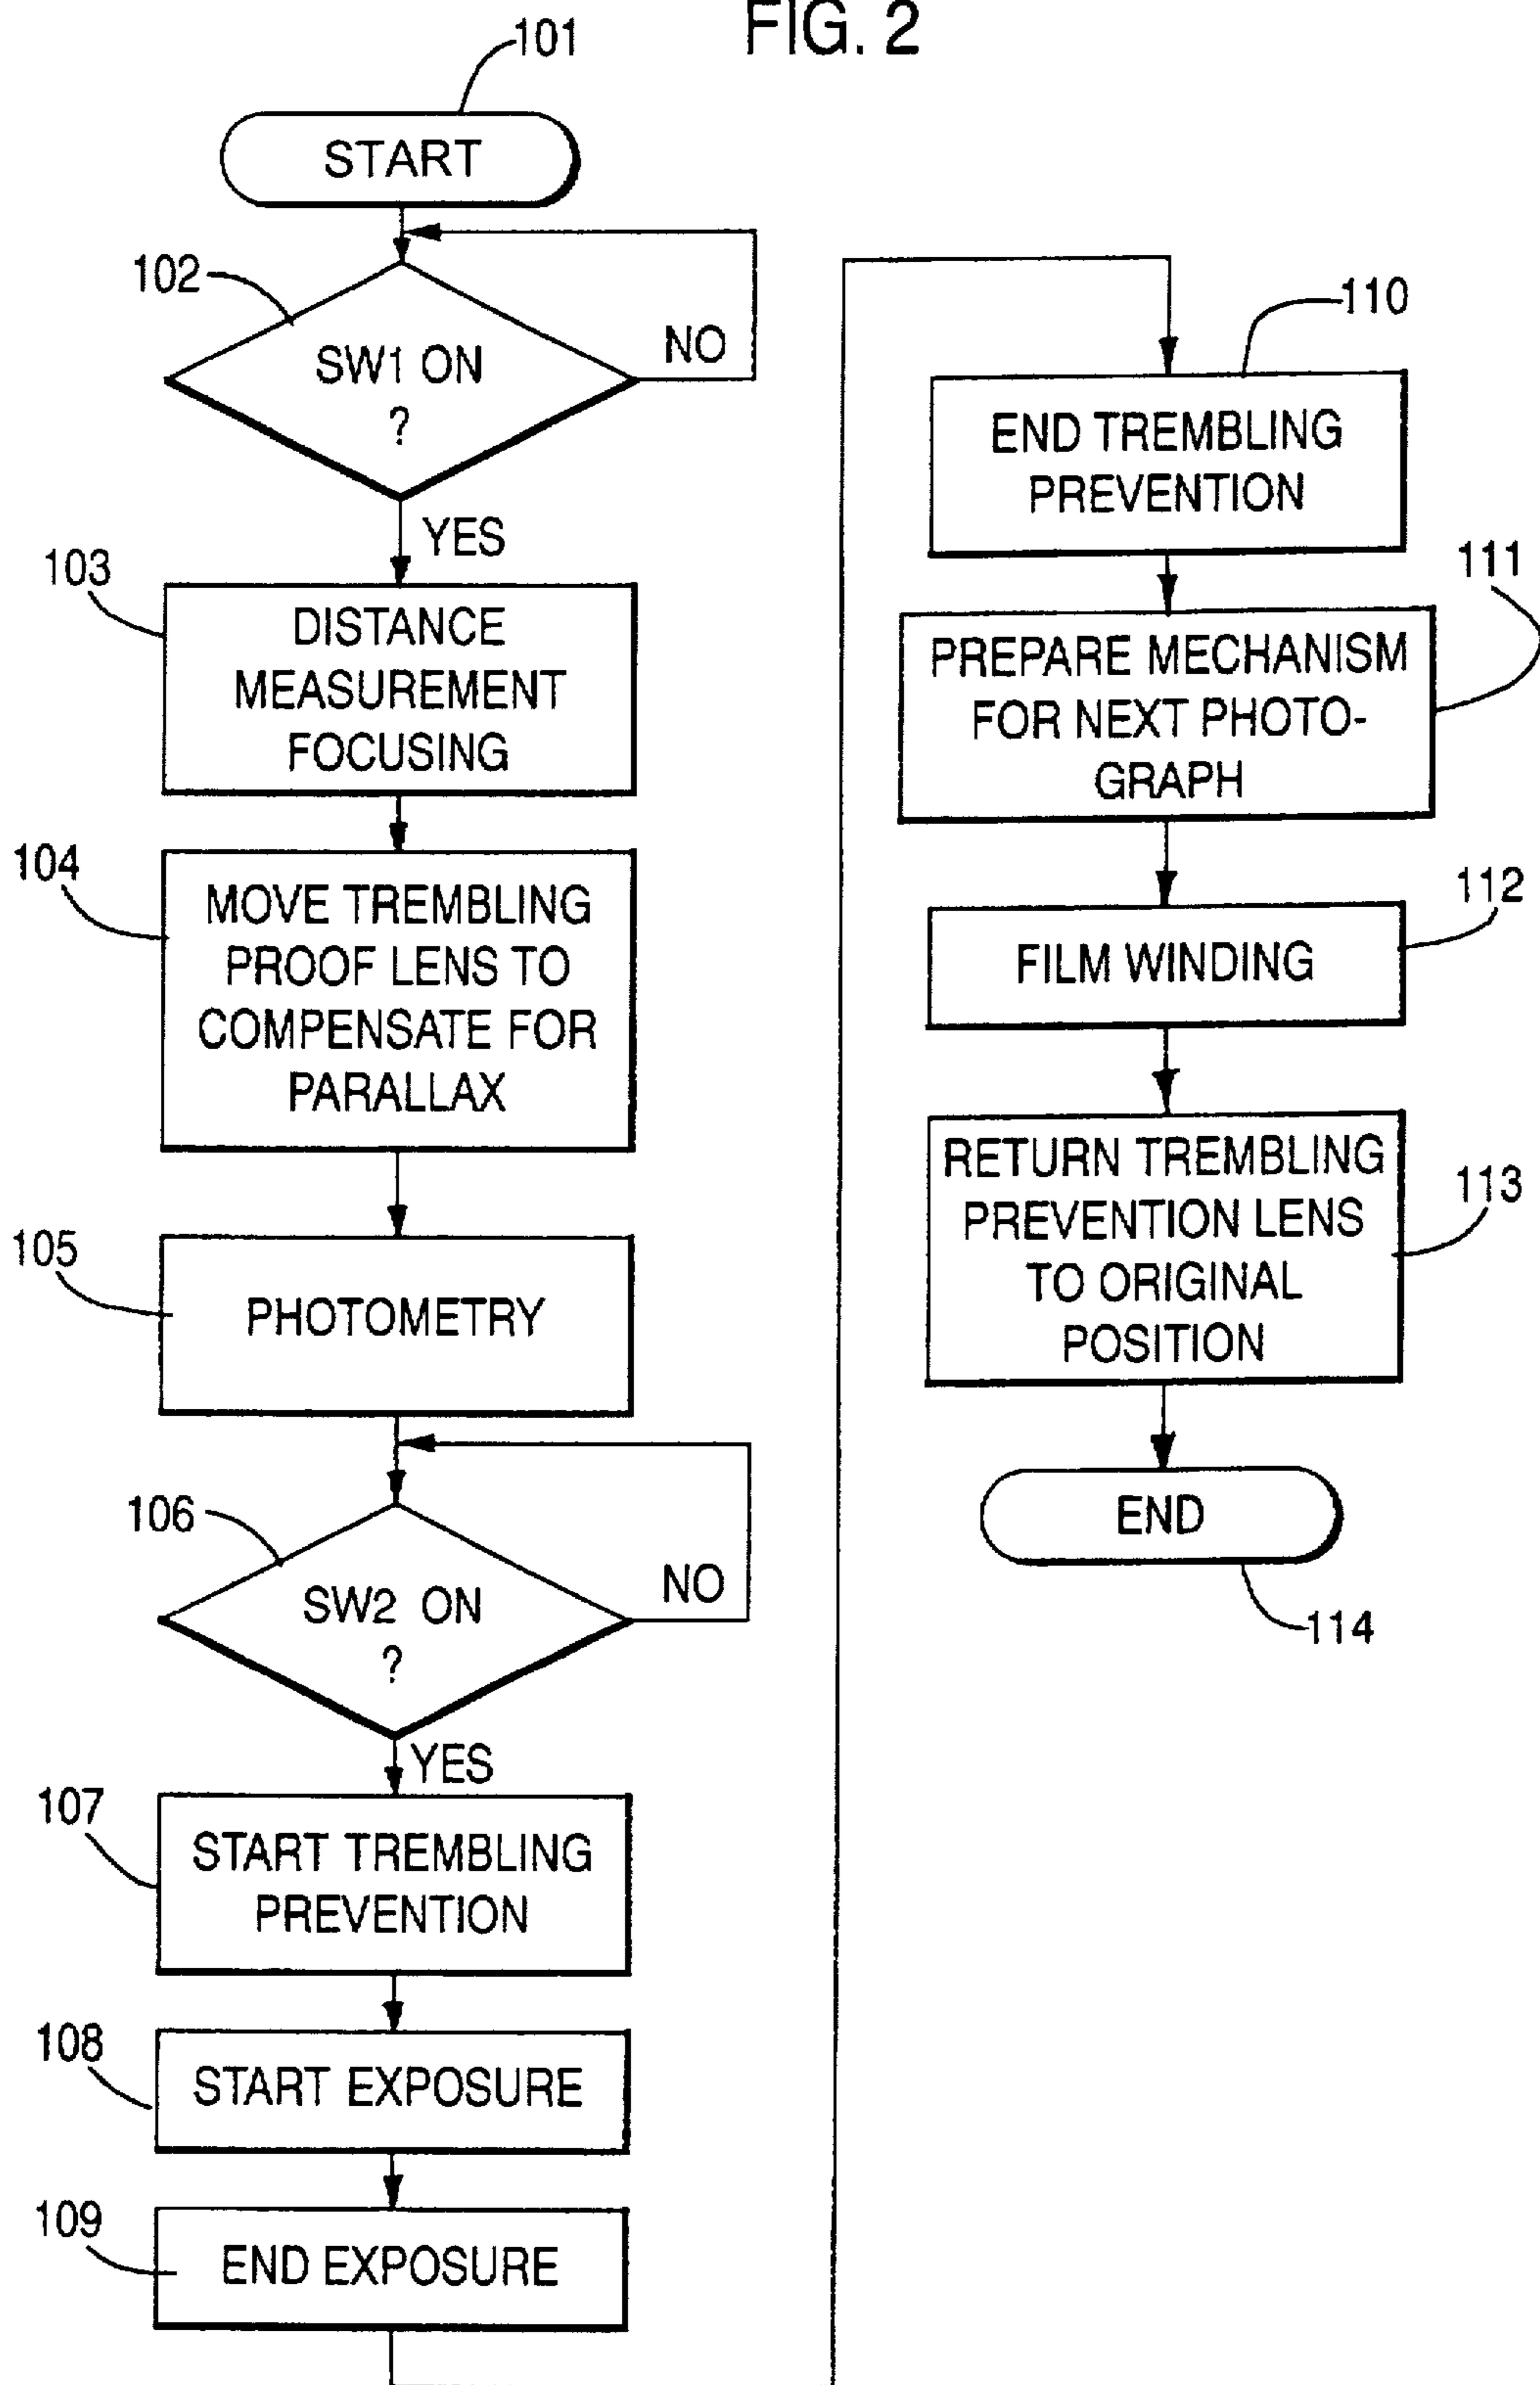 FIG. 2
101
START
102
SW1 ON
?
NO
YES
103
DISTANCE
MEASUREMENT
FOCUSING
104
MOVE TREMBLING
PROOF LENS TO
COMPENSATE FOR
PARALLAX
105
PHOTOMETRY
106
SW2 ON
?
NO
YES
107
START TREMBLING
PREVENTION
108
START EXPOSURE
109
END EXPOSURE
110
END TREMBLING
PREVENTION
111
PREPARE MECHANISM
FOR NEXT PHOTO-
GRAPH
112
FILM WINDING
113
RETURN TREMBLING
PREVENTION LENS
TO ORIGINAL
POSITION
END
114